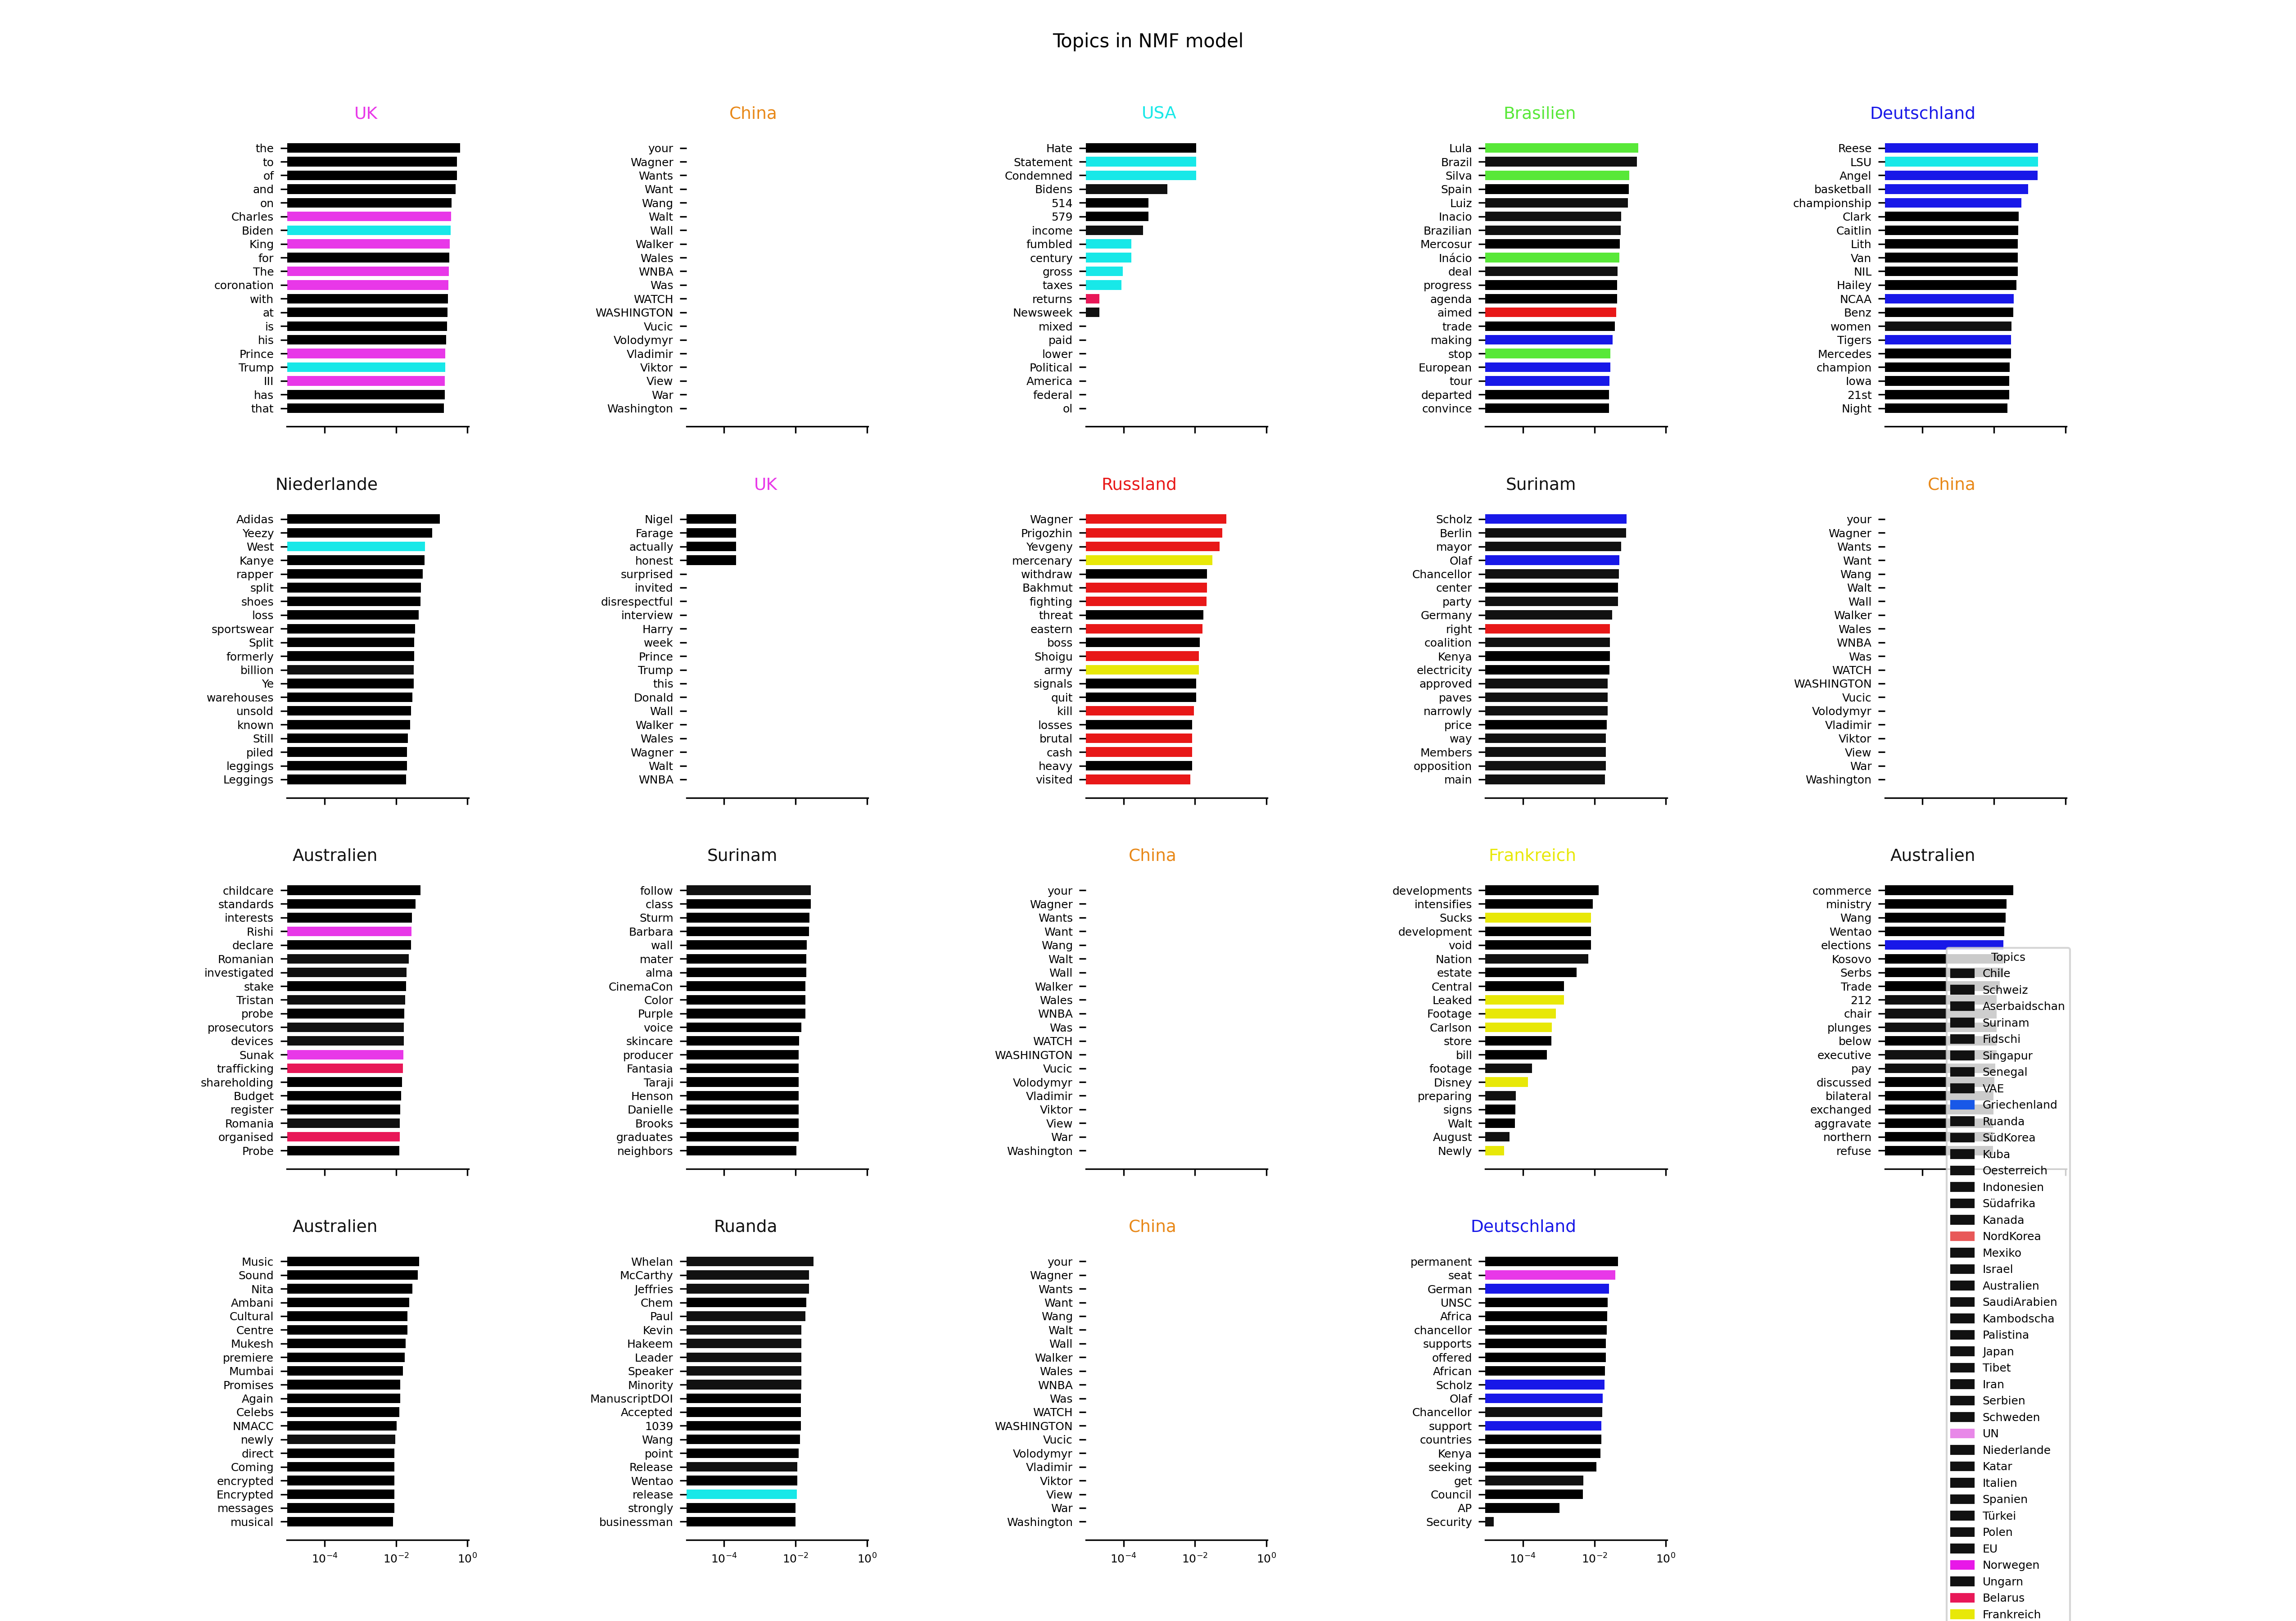 Topics in NMF model
UK
the
to
of
and
on
Charles
Biden
King
for
The
coronation
with
at
is
his
Prince
Trump
III
has
that
China
your
Wagner
Wants
Want
Wang
Walt
Wall
Walker
Wales
WNBA
Was
WATCH
WASHINGTON
Vucic
Volodymyr
Vladimir
Viktor
View
War
Washington
USA
Hate
Statement
Condemned
Bidens
514
579
income
fumbled
century
gross
taxes
returns
Newsweek
mixed
paid
lower
Political
America
federal
ol
Brasilien
Lula
Brazil
Silva
Spain
Luiz
Inacio
Brazilian
Mercosur
Inácio
deal
progress
agenda
aimed
trade
making
stop
European
tour
departed
convince
Deutschland
Reese
LSU
Angel
basketball
championship
Clark
Caitlin
Lith
Van
NIL
Hailey
NCAA
Benz
women
Tigers
Mercedes
champion
Iowa
21st
Night
Niederlande
Adidas
Yeezy
West
Kanye
rapper
split
shoes
loss
sportswear
Split
formerly
billion
Ye
warehouses
unsold
known
Still
piled
leggings
Leggings
UK
Nigel
Farage
actually
honest
surprised
invited
disrespectful
interview
Harry
week
Prince
Trump
this
Donald
Wall
Walker
Wales
Wagner
Walt
WNBA
Russland
Wagner
Prigozhin
Yevgeny
mercenary
withdraw
Bakhmut
fighting
threat
eastern
boss
Shoigu
army
signals
quit
kill
losses
brutal
cash
heavy
visited
Surinam
Scholz
Berlin
mayor
Olaf
Chancellor
center
party
Germany
right
coalition
Kenya
electricity
approved
paves
narrowly
price
way
Members
opposition
main
China
your
Wagner
Wants
Want
Wang
Walt
Wall
Walker
Wales
WNBA
Was
WATCH
WASHINGTON
Vucic
Volodymyr
Vladimir
Viktor
View
War
Washington
Australien
childcare
standards
interests
Rishi
declare
Romanian
investigated
stake
Tristan
probe
prosecutors
devices
Sunak
trafficking
shareholding
Budget
register
Romania
organised
Probe
Surinam
follow
class
Sturm
Barbara
wall
mater
alma
CinemaCon
Color
Purple
voice
skincare
producer
Fantasia
Taraji
Henson
Danielle
Brooks
graduates
neighbors
China
your
Wagner
Wants
Want
Wang
Walt
Wall
Walker
Wales
WNBA
Was
WATCH
WASHINGTON
Vucic
Volodymyr
Vladimir
Viktor
View
War
Washington
Frankreich
developments
intensifies
Sucks
development
void
Nation
estate
Central
Leaked
Footage
Carlson
store
bill
footage
Disney
preparing
signs
Walt
August
Newly
Australien
commerce
ministry
Wang
Wentao
elections
Kosovo
Serbs
Trade
212
chair
plunges
below
executive
pay
discussed
bilateral
exchanged
aggravate
northern
refuse
Australien
Music
Sound
Nita
Ambani
Cultural
Centre
Mukesh
premiere
Mumbai
Promises
Again
Celebs
NMACC
newly
direct
Coming
encrypted
Encrypted
messages
musical
10⁻⁴ 10⁻² 10⁰
Ruanda
Whelan
McCarthy
Jeffries
Chem
Paul
Kevin
Hakeem
Leader
Speaker
Minority
ManuscriptDOI
Accepted
1039
Wang
point
Release
Wentao
release
strongly
businessman
10⁻⁴ 10⁻² 10⁰
China
your
Wagner
Wants
Want
Wang
Walt
Wall
Walker
Wales
WNBA
Was
WATCH
WASHINGTON
Vucic
Volodymyr
Vladimir
Viktor
View
War
Washington
10⁻⁴ 10⁻² 10⁰
Deutschland
permanent
seat
German
UNSC
Africa
chancellor
supports
offered
African
Scholz
Olaf
Chancellor
support
countries
Kenya
seeking
get
Council
AP
Security
10⁻⁴ 10⁻² 10⁰
Topics
Chile
Schweiz
Aserbaidschan
Surinam
Fidschi
Singapur
Senegal
VAE
Griechenland
Ruanda
SüdKorea
Kuba
Oesterreich
Indonesien
Südafrika
Kanada
NordKorea
Mexiko
Israel
Australien
SaudiArabien
Kambodscha
Palistina
Japan
Tibet
Iran
Serbien
Schweden
UN
Niederlande
Katar
Italien
Spanien
Türkei
Polen
EU
Norwegen
Ungarn
Belarus
Frankreich